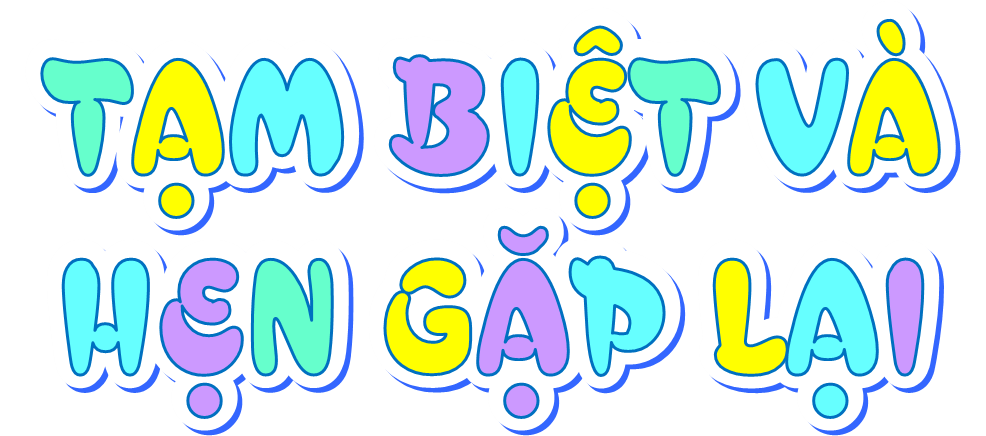 TẠM BIỆT VÀ
HẸN GẶP LẠI